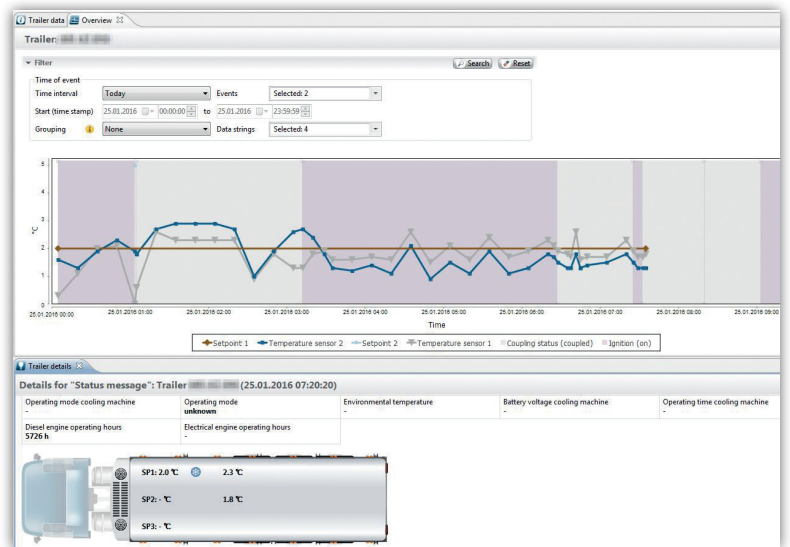 Trailer data Overview
Trailer:
Filter Search Reset
Time of event
Time interval Today Events Selected: 2
Start (time stamp) 25.01.2016 00:00:00 to 25.01.2016 23:59:59
Grouping None Data strings Selected: 4
5
4
3
2
1
0
°C
25.01.2016 00:00 25.01.2016 01:00 25.01.2016 02:00 25.01.2016 03:00 25.01.2016 04:00 25.01.2016 05:00 25.01.2016 06:00 25.01.2016 07:00 25.01.2016 08:00 25.01.2016 09:00
Time
Setpoint 1 Temperature sensor 2 Setpoint 2 Temperature sensor 1 Coupling status (coupled) Ignition (on)
Trailer details
Details for "Status message": Trailer (25.01.2016 07:20:20)
Operating mode cooling machine Operating mode Environmental temperature Battery voltage cooling machine Operating time cooling machine
- unknown - - -
Diesel engine operating hours Electrical engine operating hours
5726 h -
SP1: 2.0 °C 2.3 °C
SP2: - °C 1.8 °C
SP3: - °C